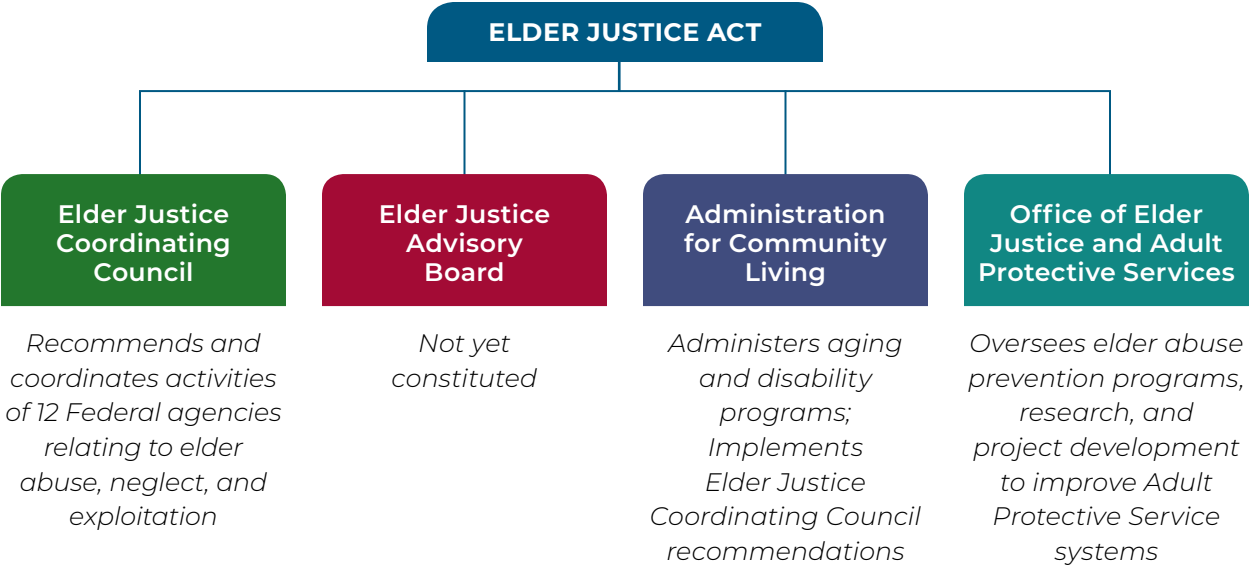 ELDER JUSTICE ACT
Elder Justice
Coordinating
Council
Recommends and
coordinates activities
of 12 Federal agencies
relating to elder
abuse, neglect, and
exploitation
Elder Justice
Advisory
Board
Not yet
constituted
Administration
for Community
Living
Administers aging
and disability
programs;
Implements
Elder Justice
Coordinating Council
recommendations
Office of Elder
Justice and Adult
Protective Services
Oversees elder abuse
prevention programs,
research, and
project development
to improve Adult
Protective Service
systems